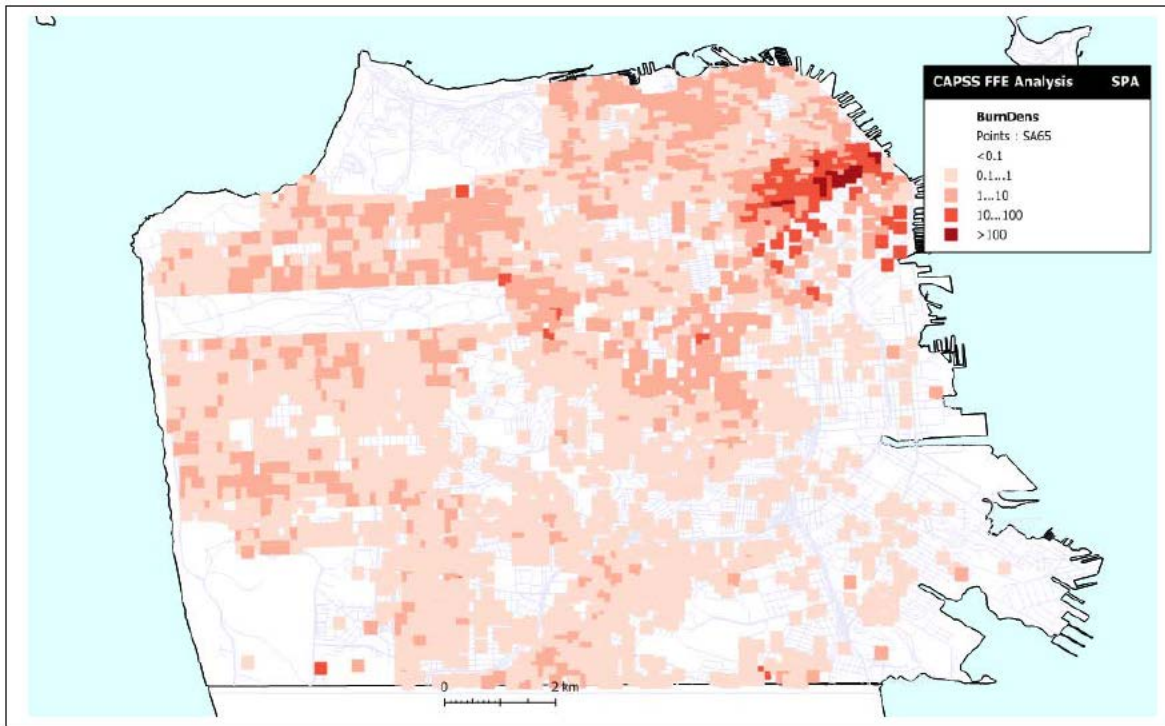 CAPSS FFE Analysis SPA
BurnDens
Points : SA65
<0.1
0.1...1
1...10
10...100
>100
0 2 km